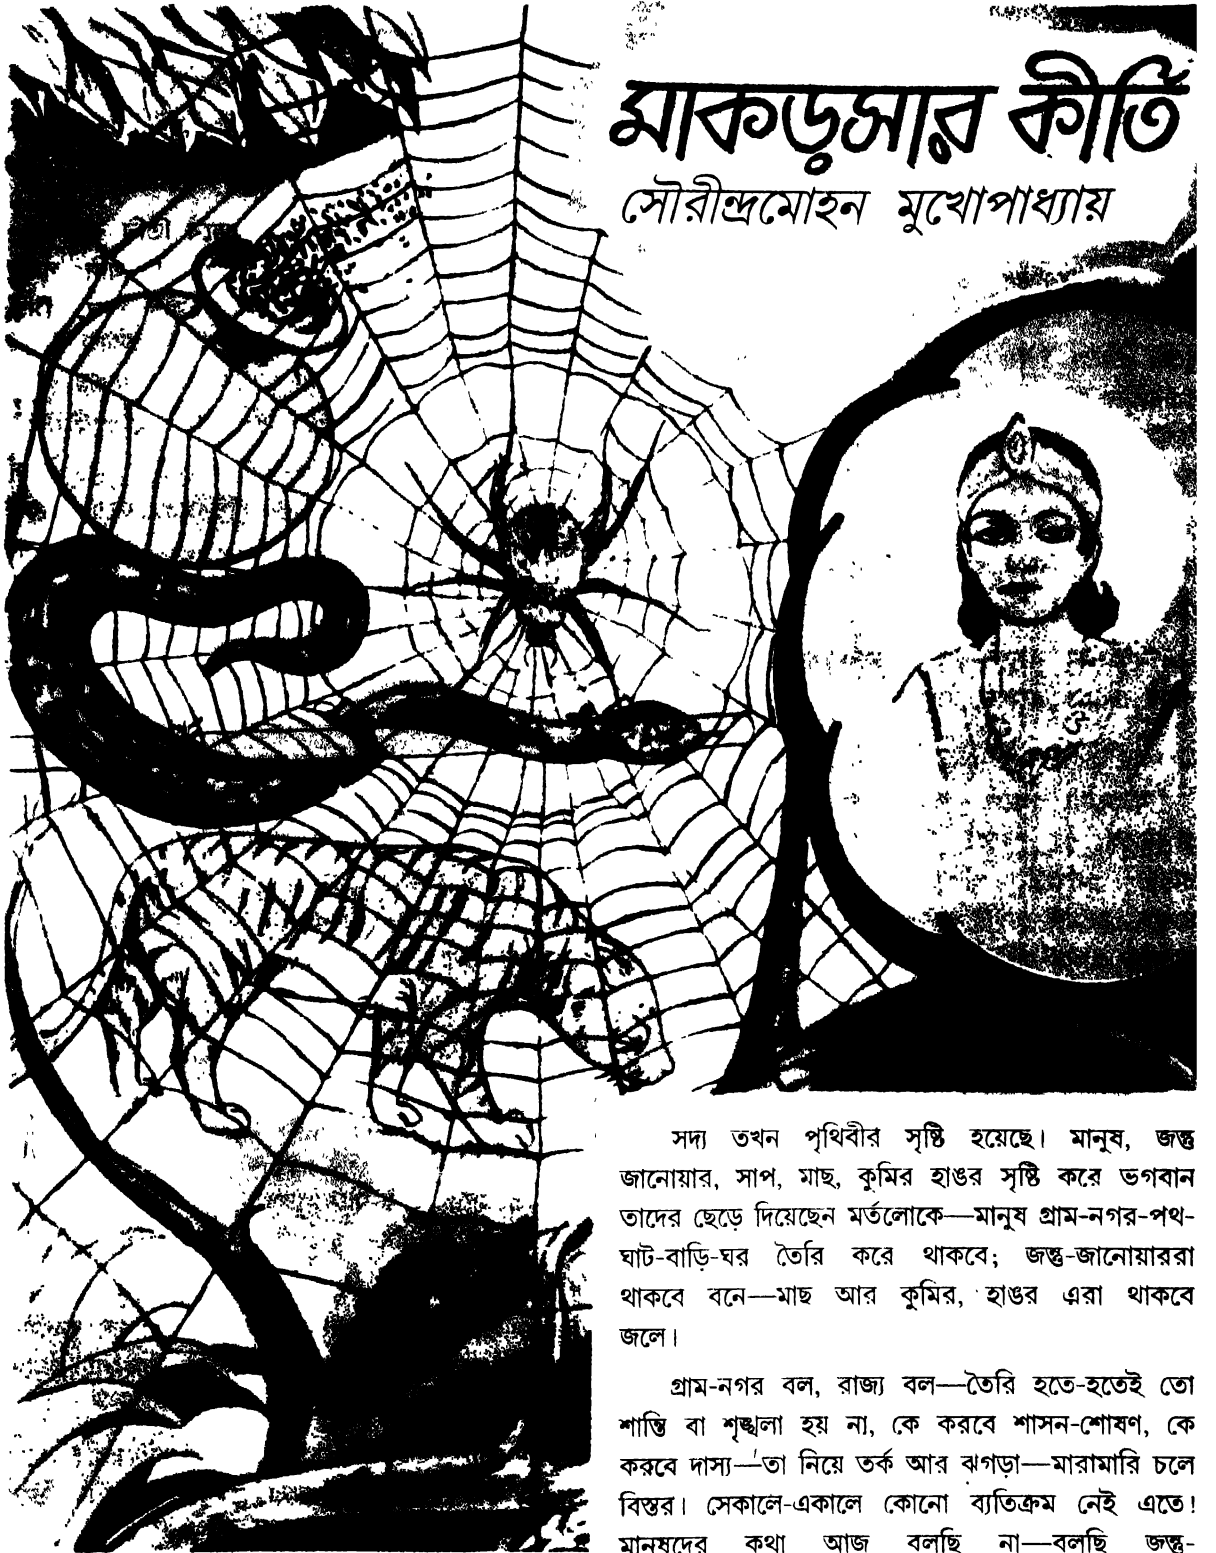 মাকড়সার কীর্তি
সৌরীন্দ্রমোহন মুখোপাধ্যায়
সদ্য তখন পৃথিবীর সৃষ্টি হয়েছে। মানুষ, জন্তু
জানোয়ার, সাপ, মাছ, কুমির হাঙর সৃষ্টি করে ভগবান
তাদের ছেড়ে দিয়েছেন মর্তলোকে—মানুষ গ্রাম-নগর-পথ-
ঘাট-বাড়ি-ঘর তৈরি করে থাকবে; জন্তু-জানোয়াররা
থাকবে বনে—মাছ আর কুমির, হাঙর এরা থাকবে
জলে।
গ্রাম-নগর বল, রাজ্য বল—তৈরি হতে-হতেই তো
শান্তি বা শৃঙ্খলা হয় না, কে করবে শাসন-শোষণ, কে
করবে দাস্য—তা নিয়ে তর্ক আর ঝগড়া—মারামারি চলে
বিস্তর। সেকালে-একালে কোনো ব্যতিক্রম নেই এতে!
মানুষদের কথা আজ বলছি না—বলছি জন্তু-